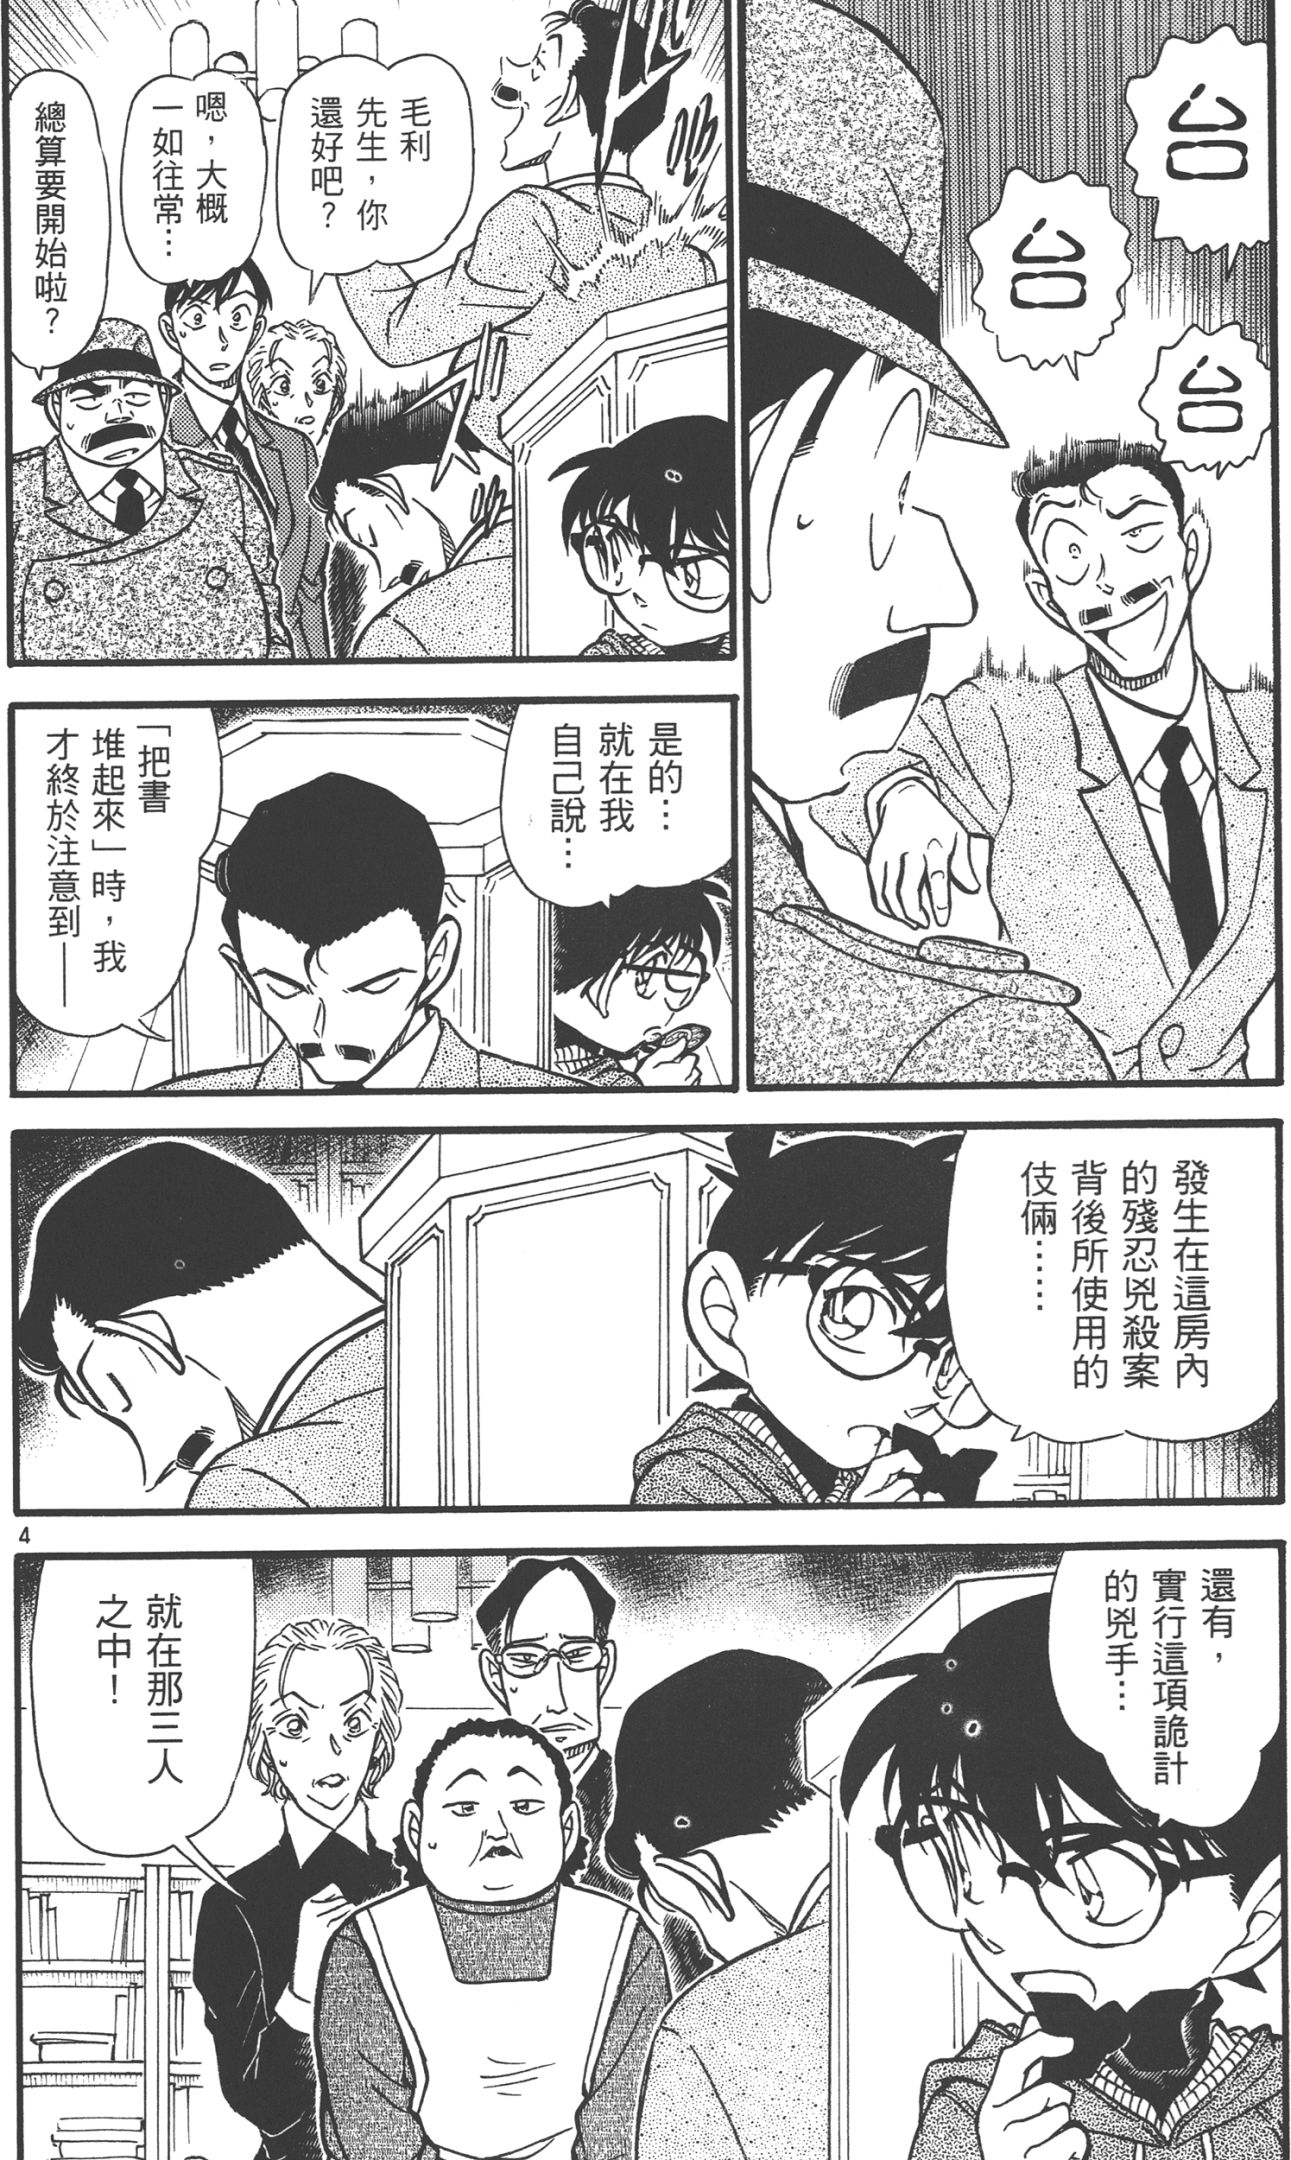 台
台
台
毛利
先生，你
還好吧？
嗯，大概
一如往常…
總算要開始啦？
是的…
就在我
自己說…
「把書
堆起來」時，我
才終於注意到——
發生在這房內
的殘忍兇殺案
背後所使用的
伎倆……
還有，
實行這項詭計
的兇手…
就在那三人
之中！
4